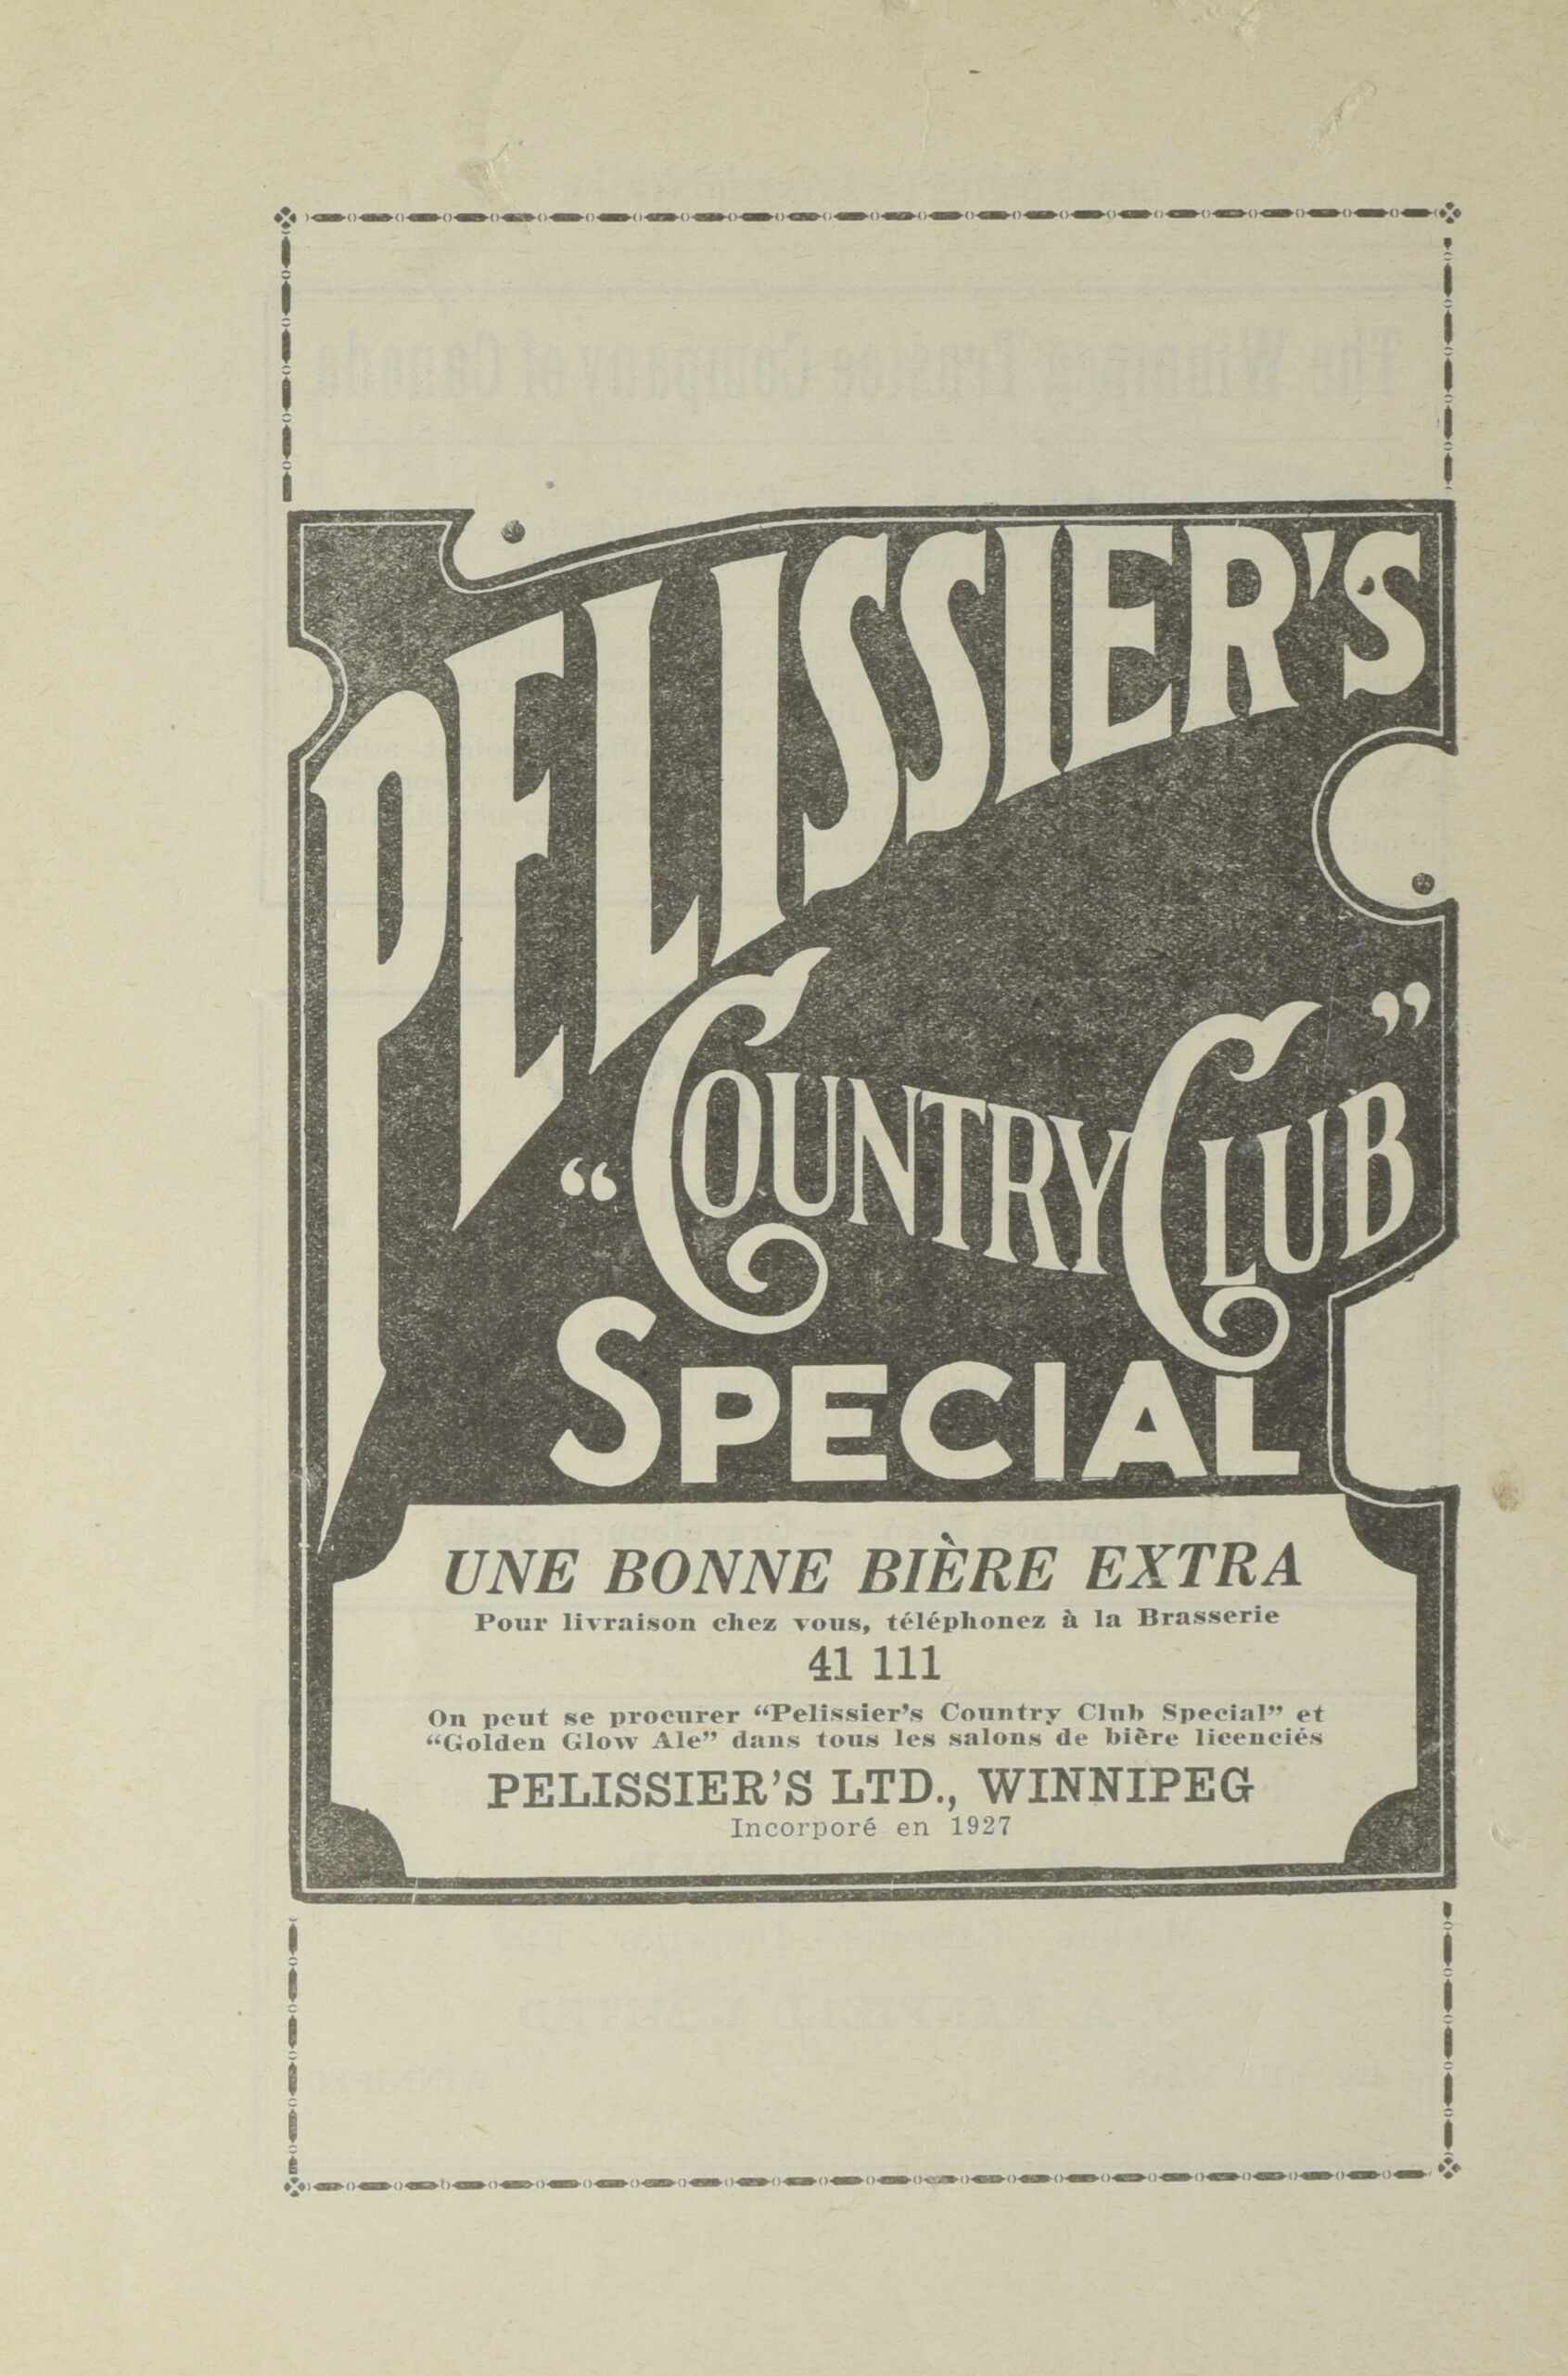 PELISSIER'S
“COUNTRY CLUB”
SPECIAL
UNE BONNE BIÈRE EXTRA
Pour livraison chez vous, téléphonez à la Brasserie
41 111
On peut se procurer “Pelissier's Country Club Special” et
“Golden Glow Ale” dans tous les salons de bière licenciés
PELISSIER'S LTD., WINNIPEG
Incorporé en 1927